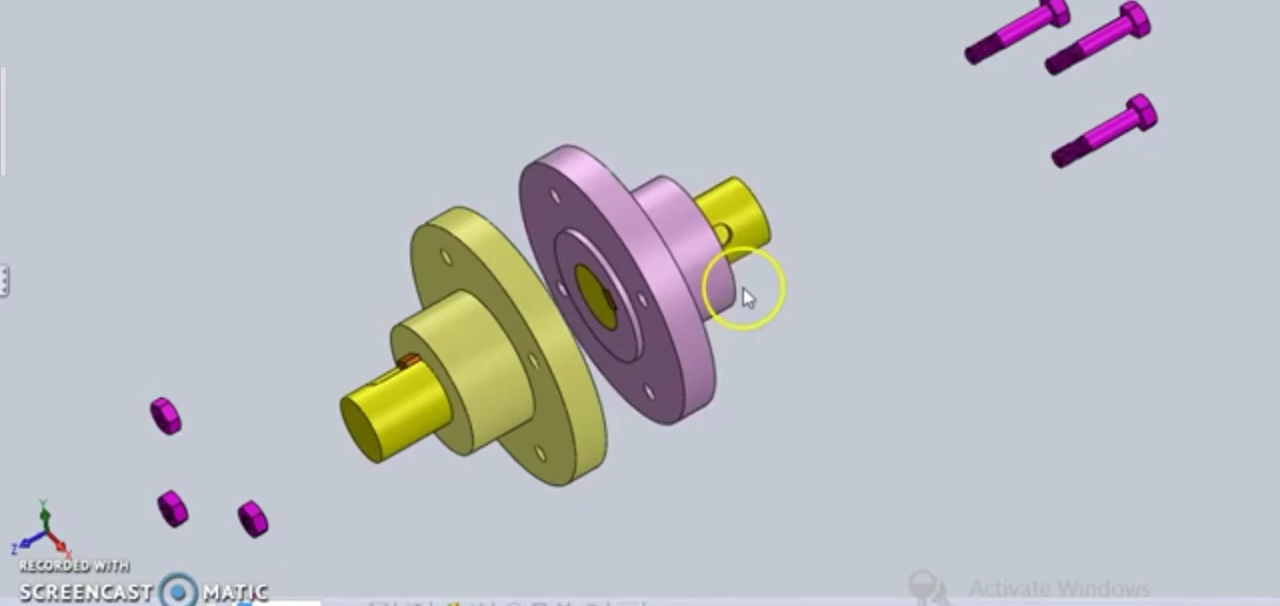 Y
Z
X
RECORDED WITH
SCREENCAST MATIC
Activate Windows